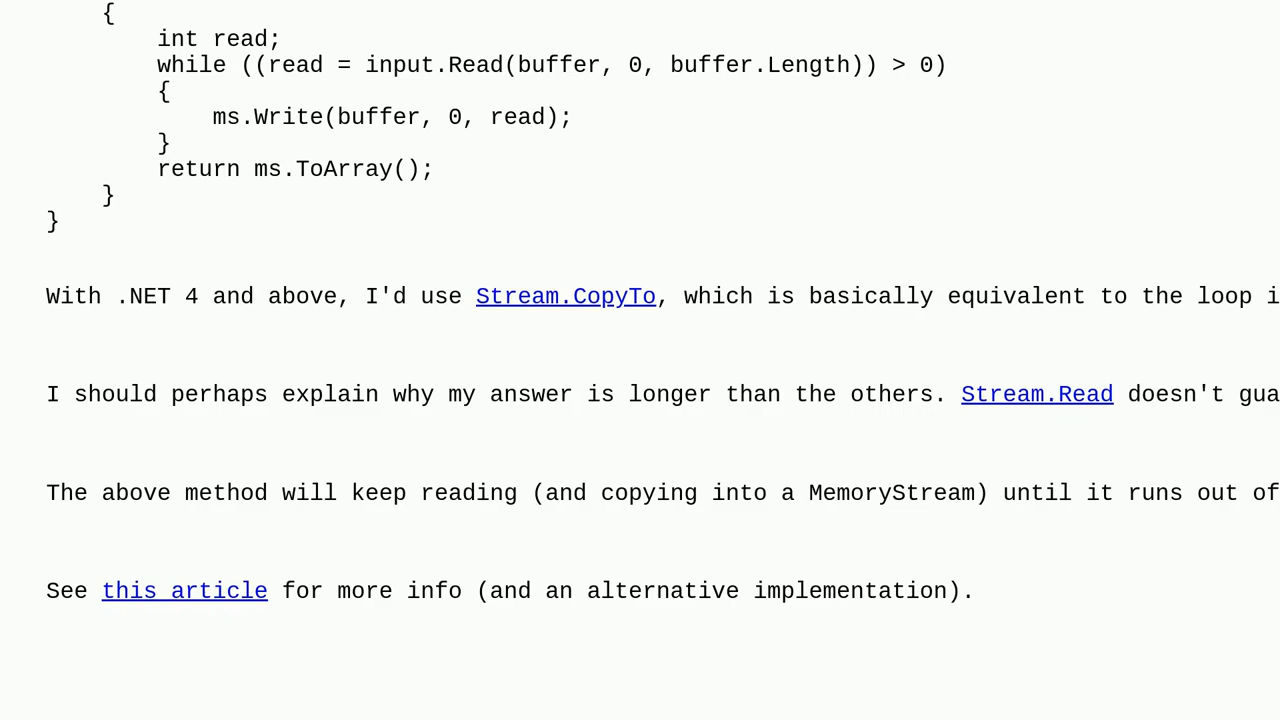 {
int read;
while ((read = input.Read(buffer, 0, buffer.Length)) > 0)
{
ms.Write(buffer, 0, read);
}
return ms.ToArray();
}
}
With .NET 4 and above, I'd use Stream.CopyTo, which is basically equivalent to the loop i
I should perhaps explain why my answer is longer than the others. Stream.Read doesn't gua
The above method will keep reading (and copying into a MemoryStream) until it runs out of
See this article for more info (and an alternative implementation).